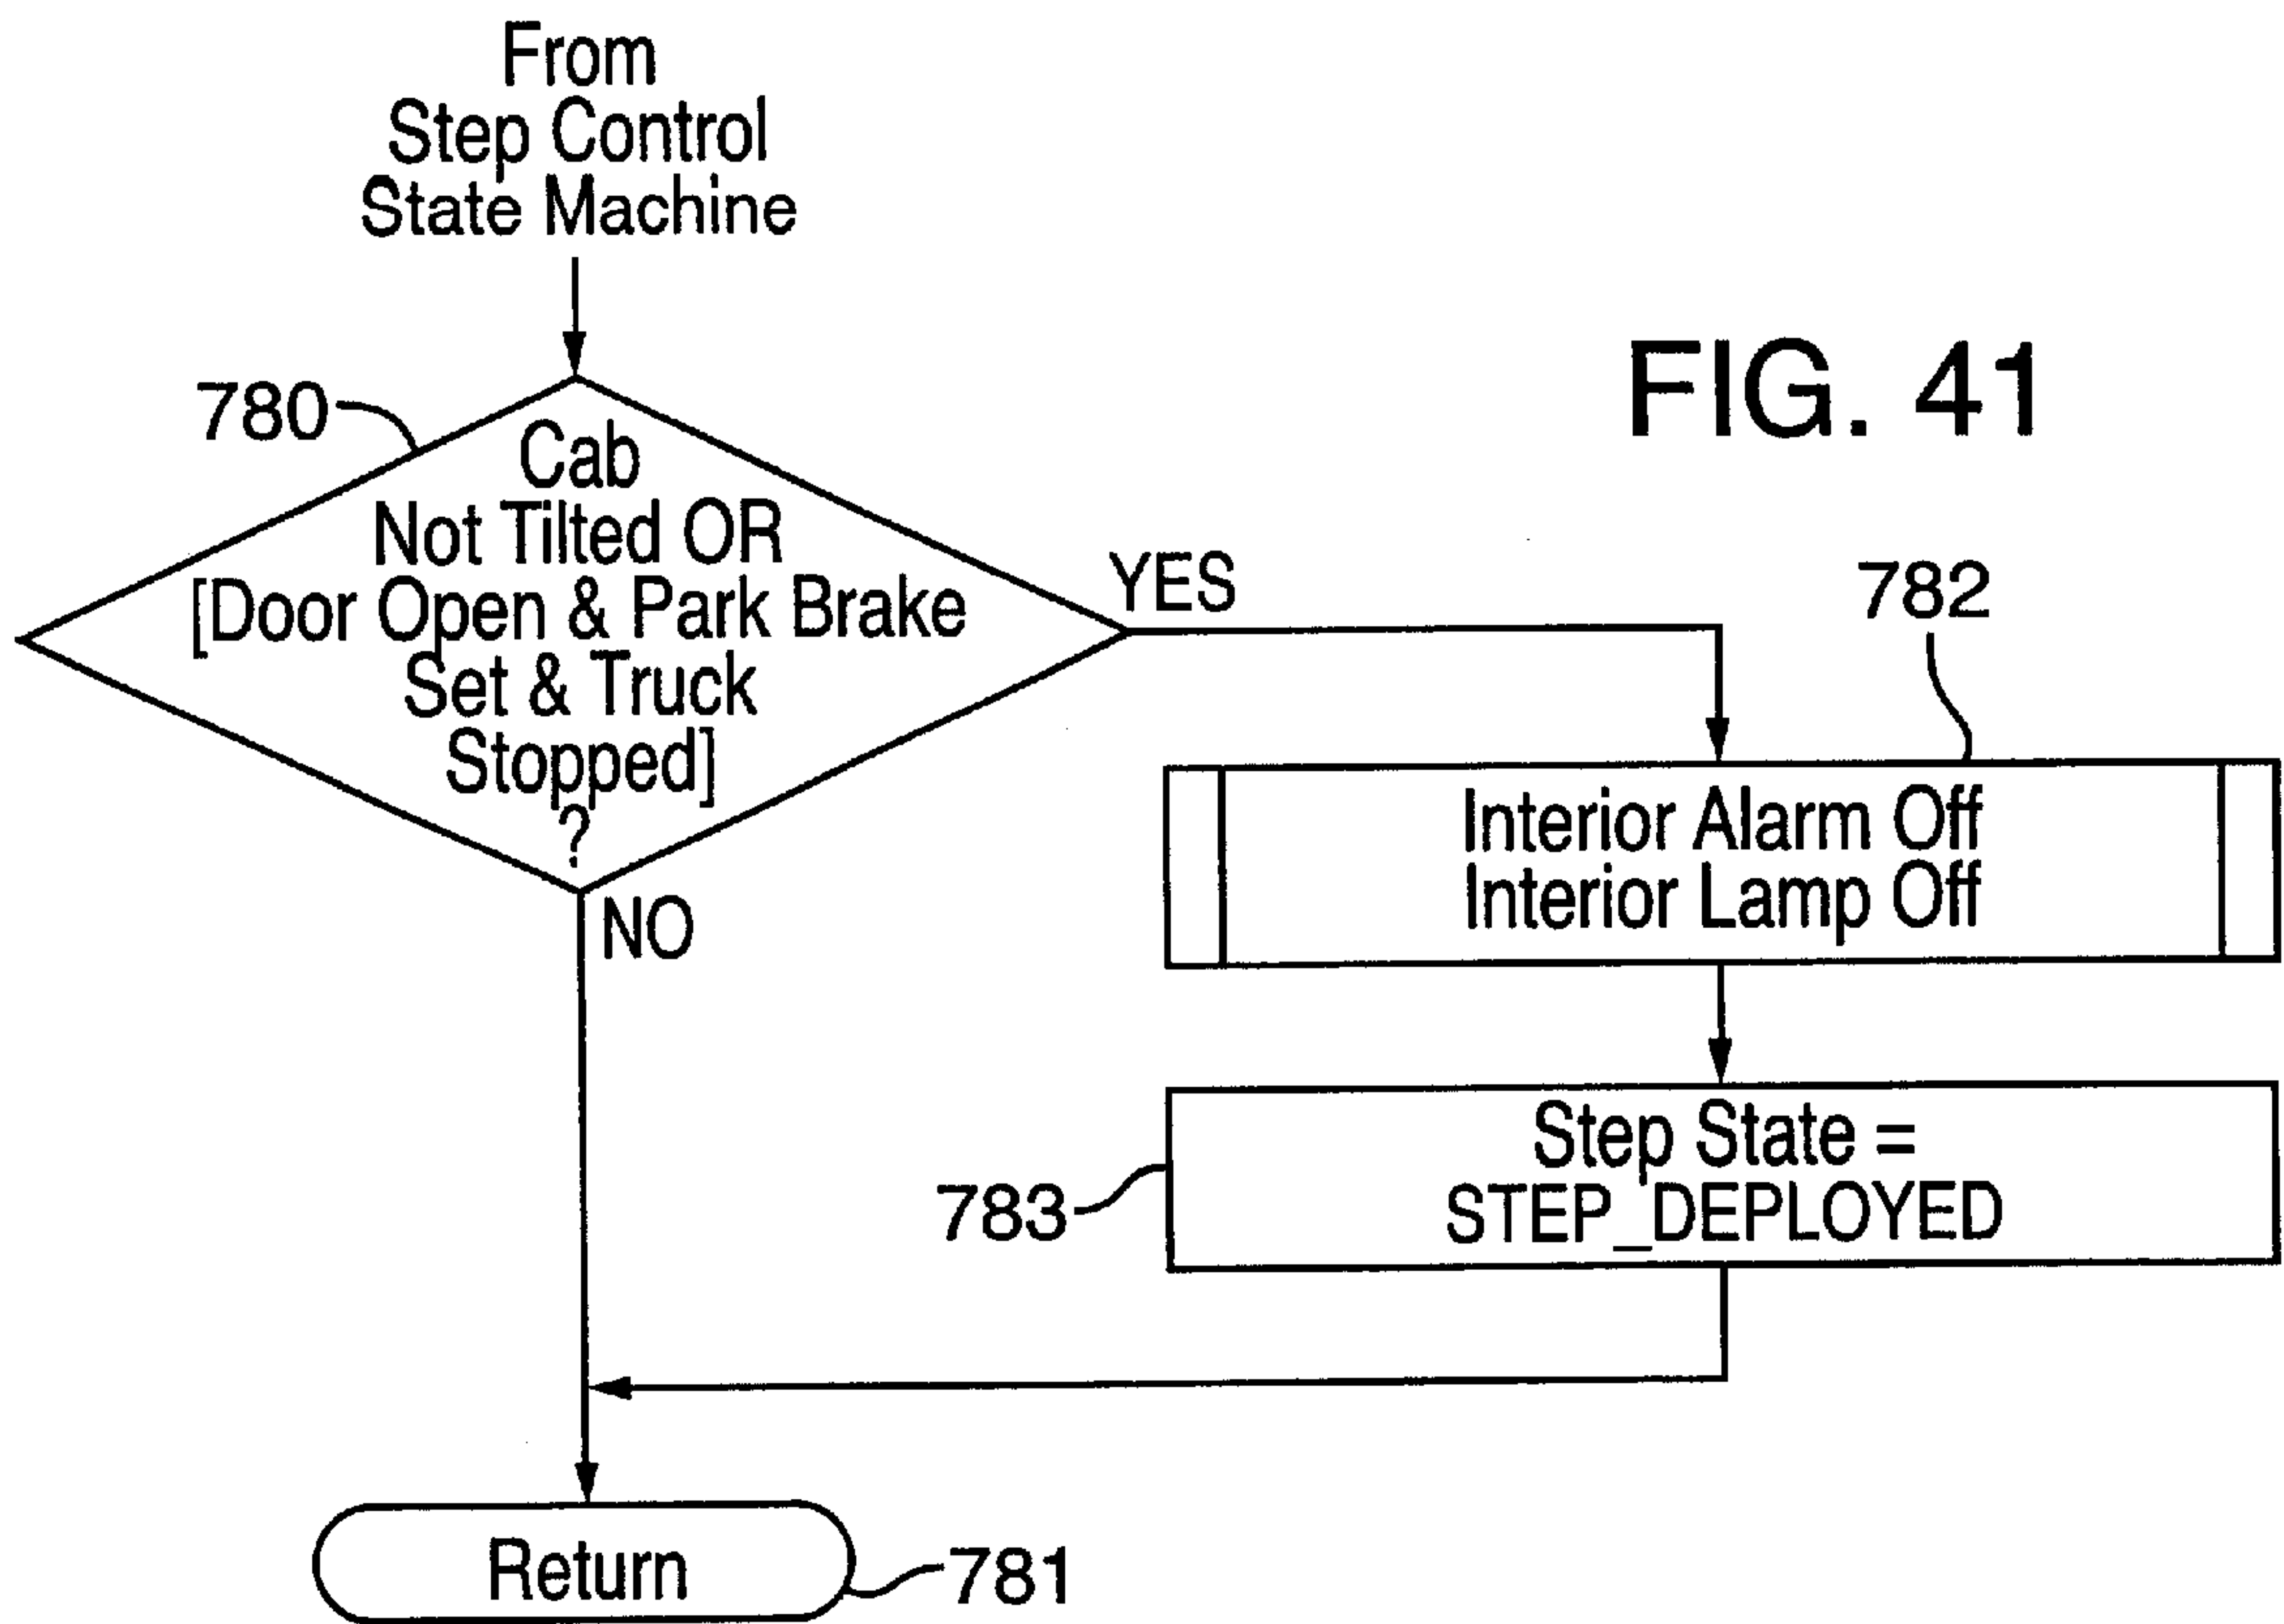 From
Step Control
State Machine
FIG. 41
780
Cab
Not Tilted OR
[Door Open & Park Brake
Set & Truck
Stopped]
?
YES
NO
782
Interior Alarm Off
Interior Lamp Off
783
Step State =
STEP_DEPLOYED
Return
781